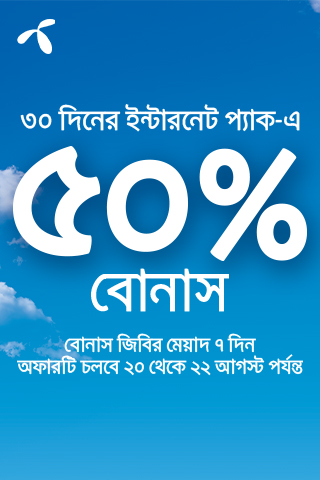 ৩০ দিনের ইন্টারনেট প্যাক-এ
৫০%
বোনাস
বোনাস জিবির মেয়াদ ৭ দিন
অফারটি চলবে ২০ থেকে ২২ আগস্ট পর্যন্ত